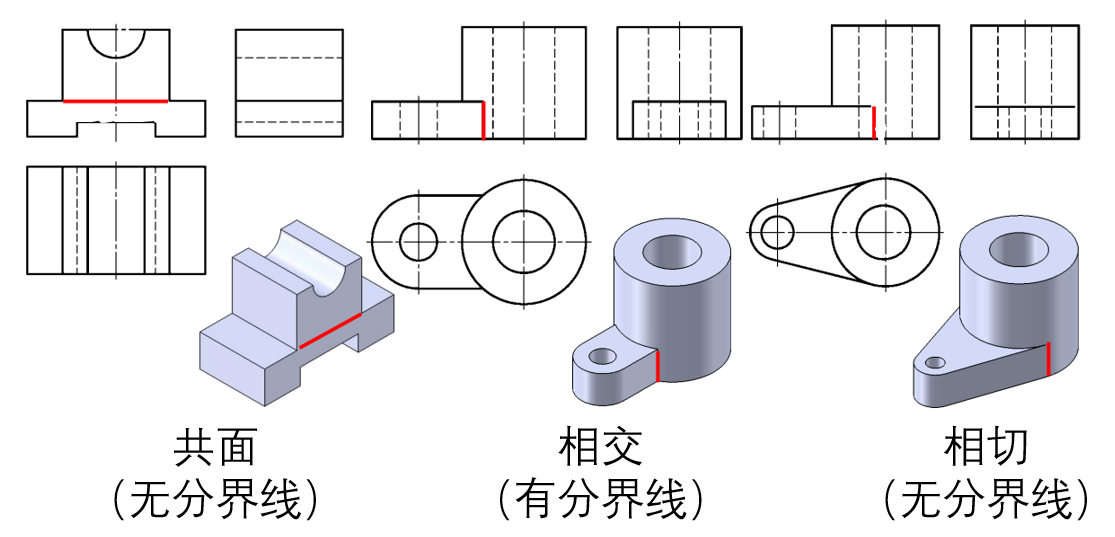 共面
（无分界线）
相交
（有分界线）
相切
（无分界线）